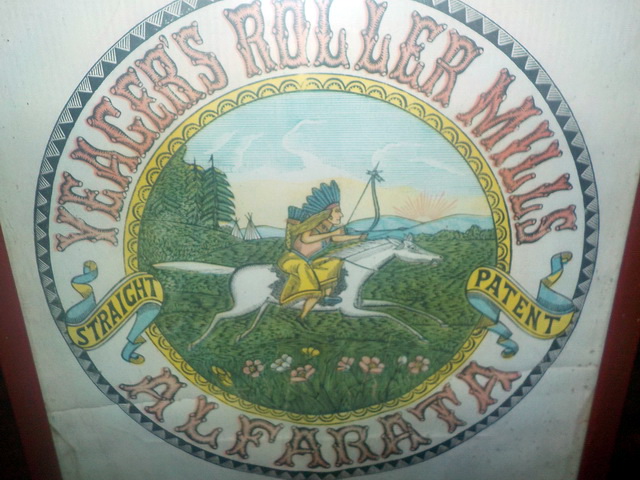 YEAGER'S ROLLER MILLS
STRAIGHT
PATENT
ALFARATA